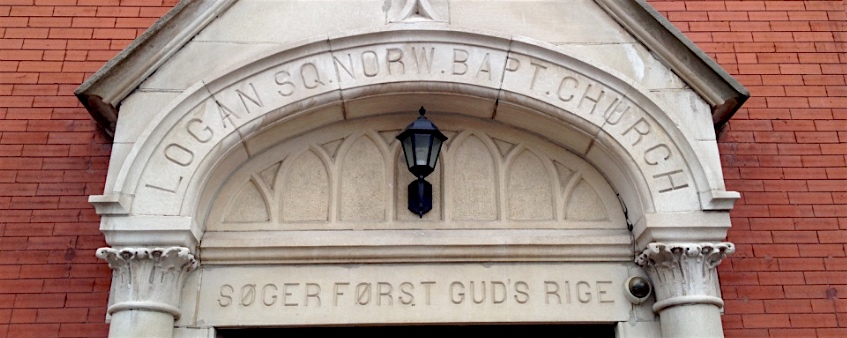 LOGAN SQ. NORW. BAPT. CHURCH
SØGER FØRST GUD'S RIGE